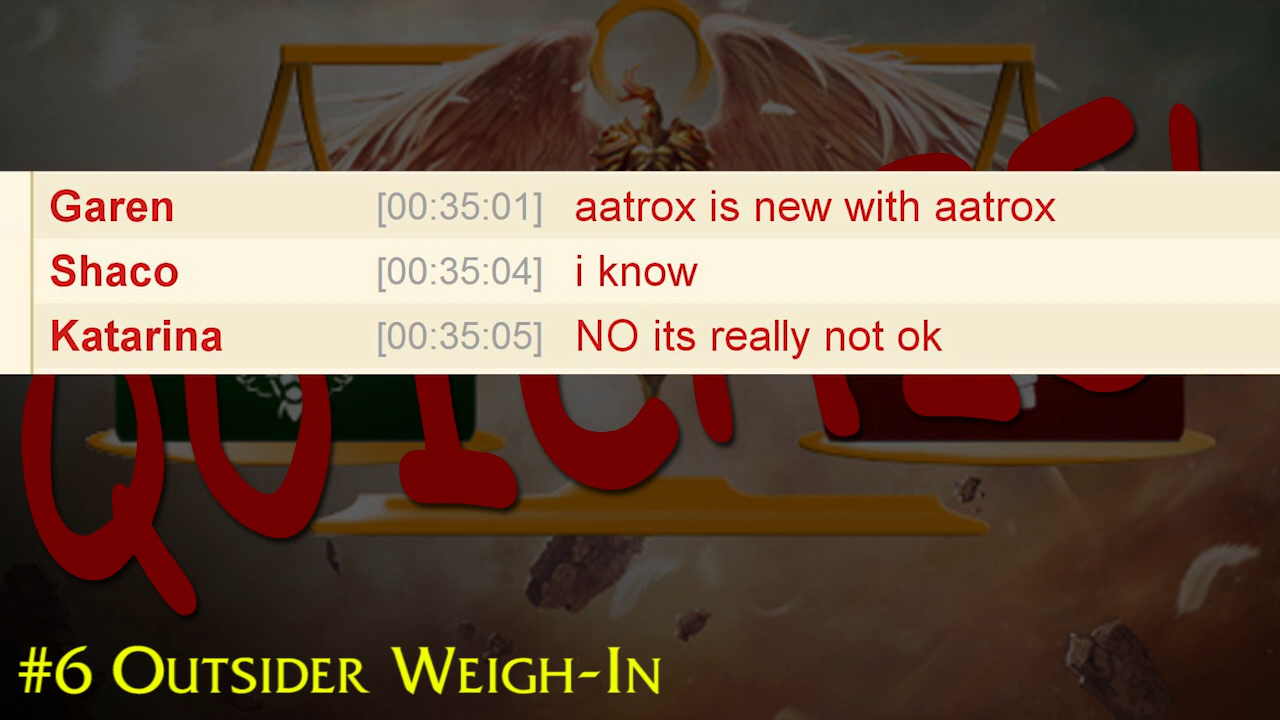 Garen [00:35:01] aatrox is new with aatrox
Shaco [00:35:04] i know
Katarina [00:35:05] NO its really not ok
#6 Outsider Weigh-In